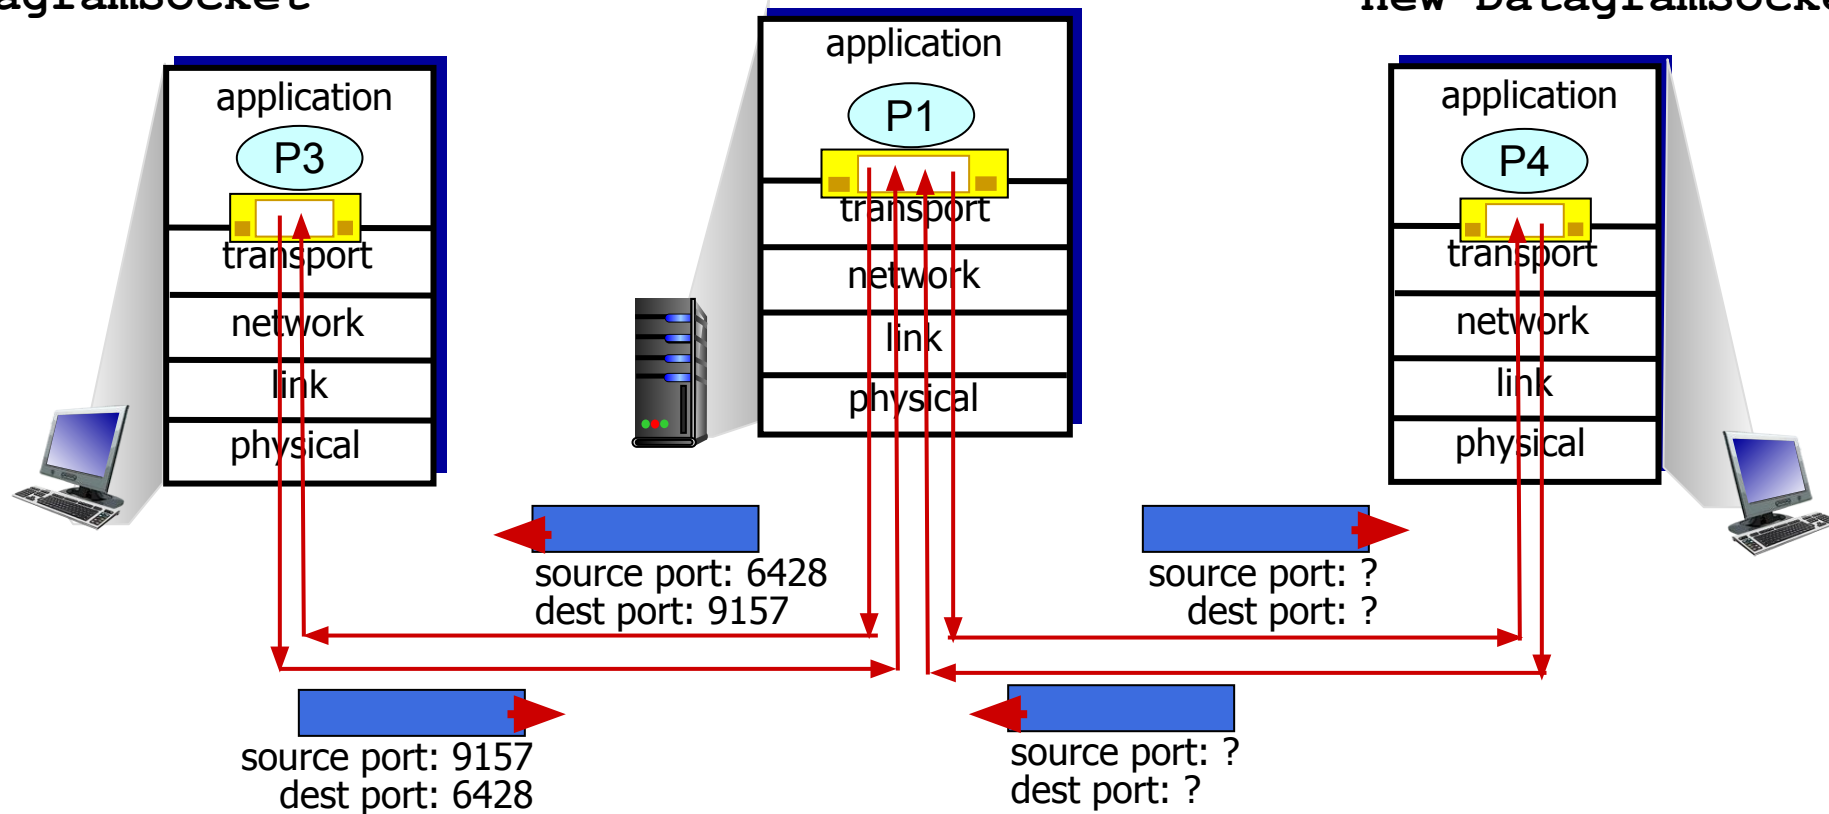 application
P3
transport
network
link
physical
application
P1
transport
network
link
physical
new
application
P4
transport
network
link
physical
source port: 6428
dest port: 9157
source port: ?
dest port: ?
source port: 9157
dest port: 6428
source port: ?
dest port: ?